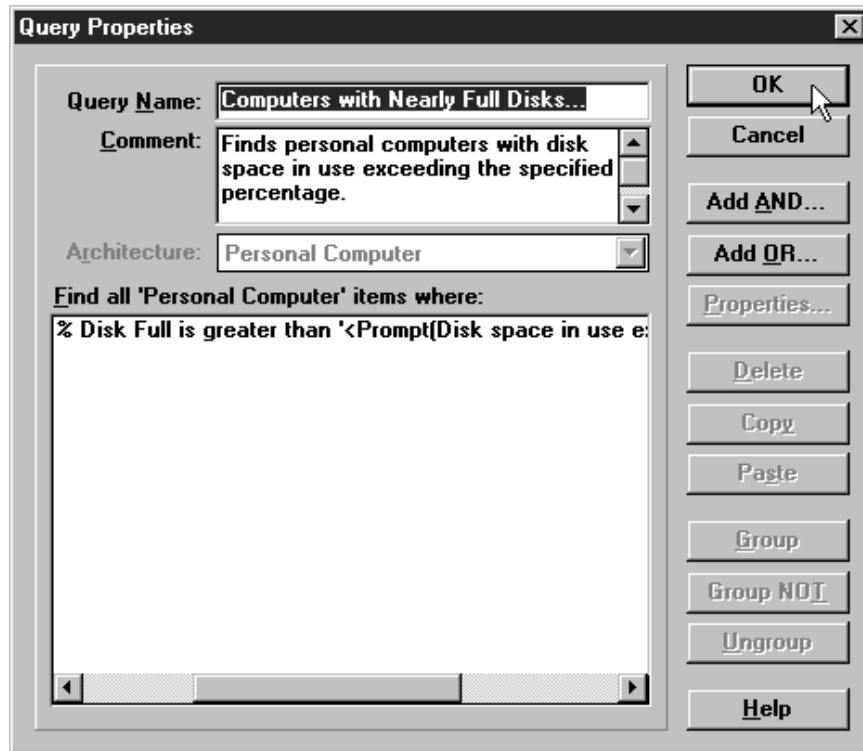 Query Properties
Query Name: Computers with Nearly Full Disks...
Comment: Finds personal computers with disk
space in use exceeding the specified
percentage.
Architecture: Personal Computer
Find all 'Personal Computer' items where:
% Disk Full is greater than '<Prompt(Disk space in use e
OK
Cancel
Add AND...
Add OR...
Properties...
Delete
Copy
Paste
Group
Group NOT
Ungroup
Help